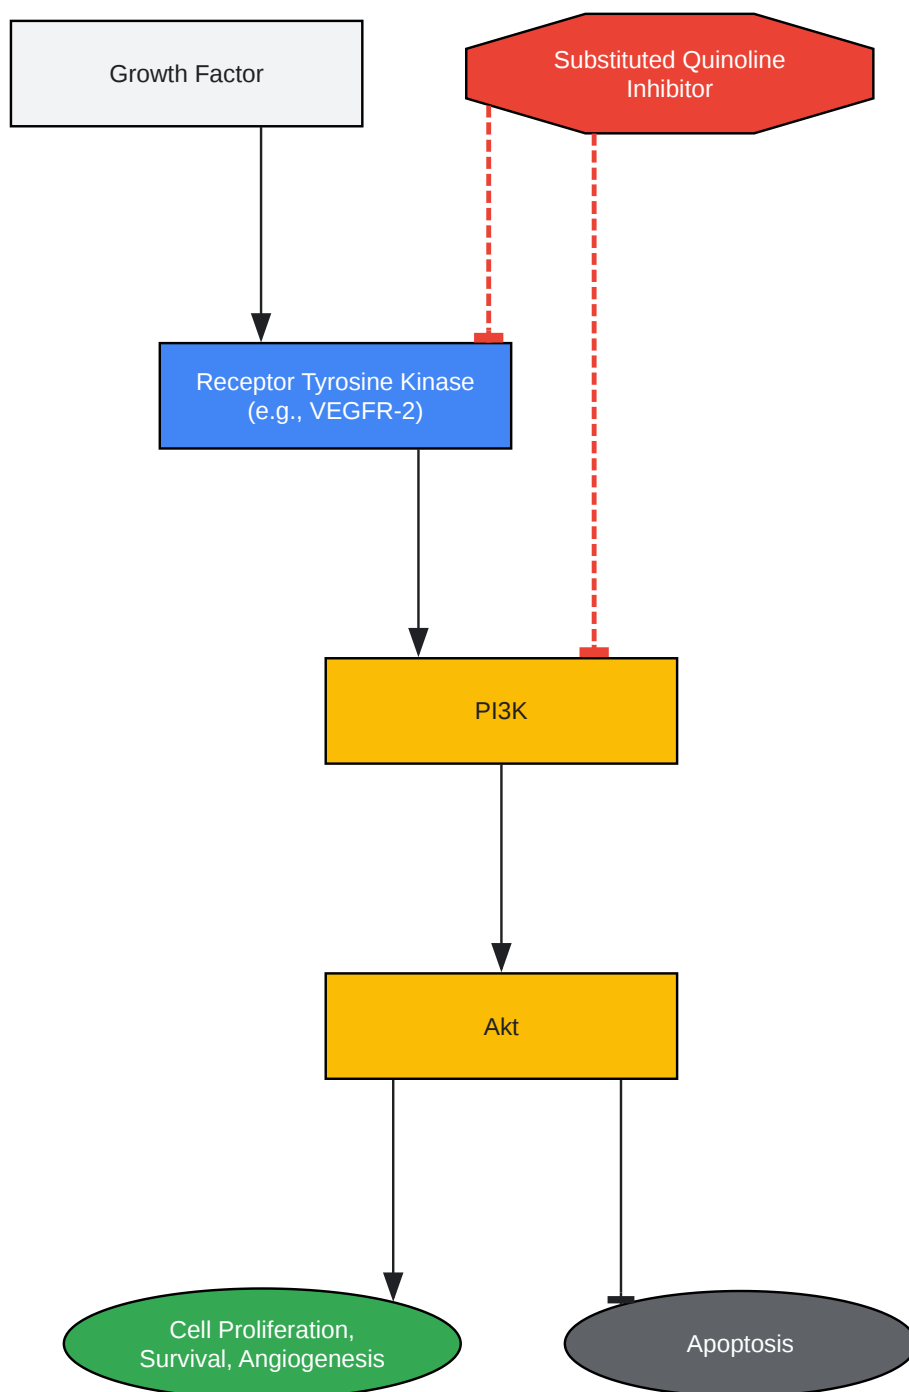 Growth Factor
Substituted Quinoline
Inhibitor
Receptor Tyrosine Kinase
(e.g., VEGFR-2)
PI3K
Akt
Cell Proliferation,
Survival, Angiogenesis
Apoptosis